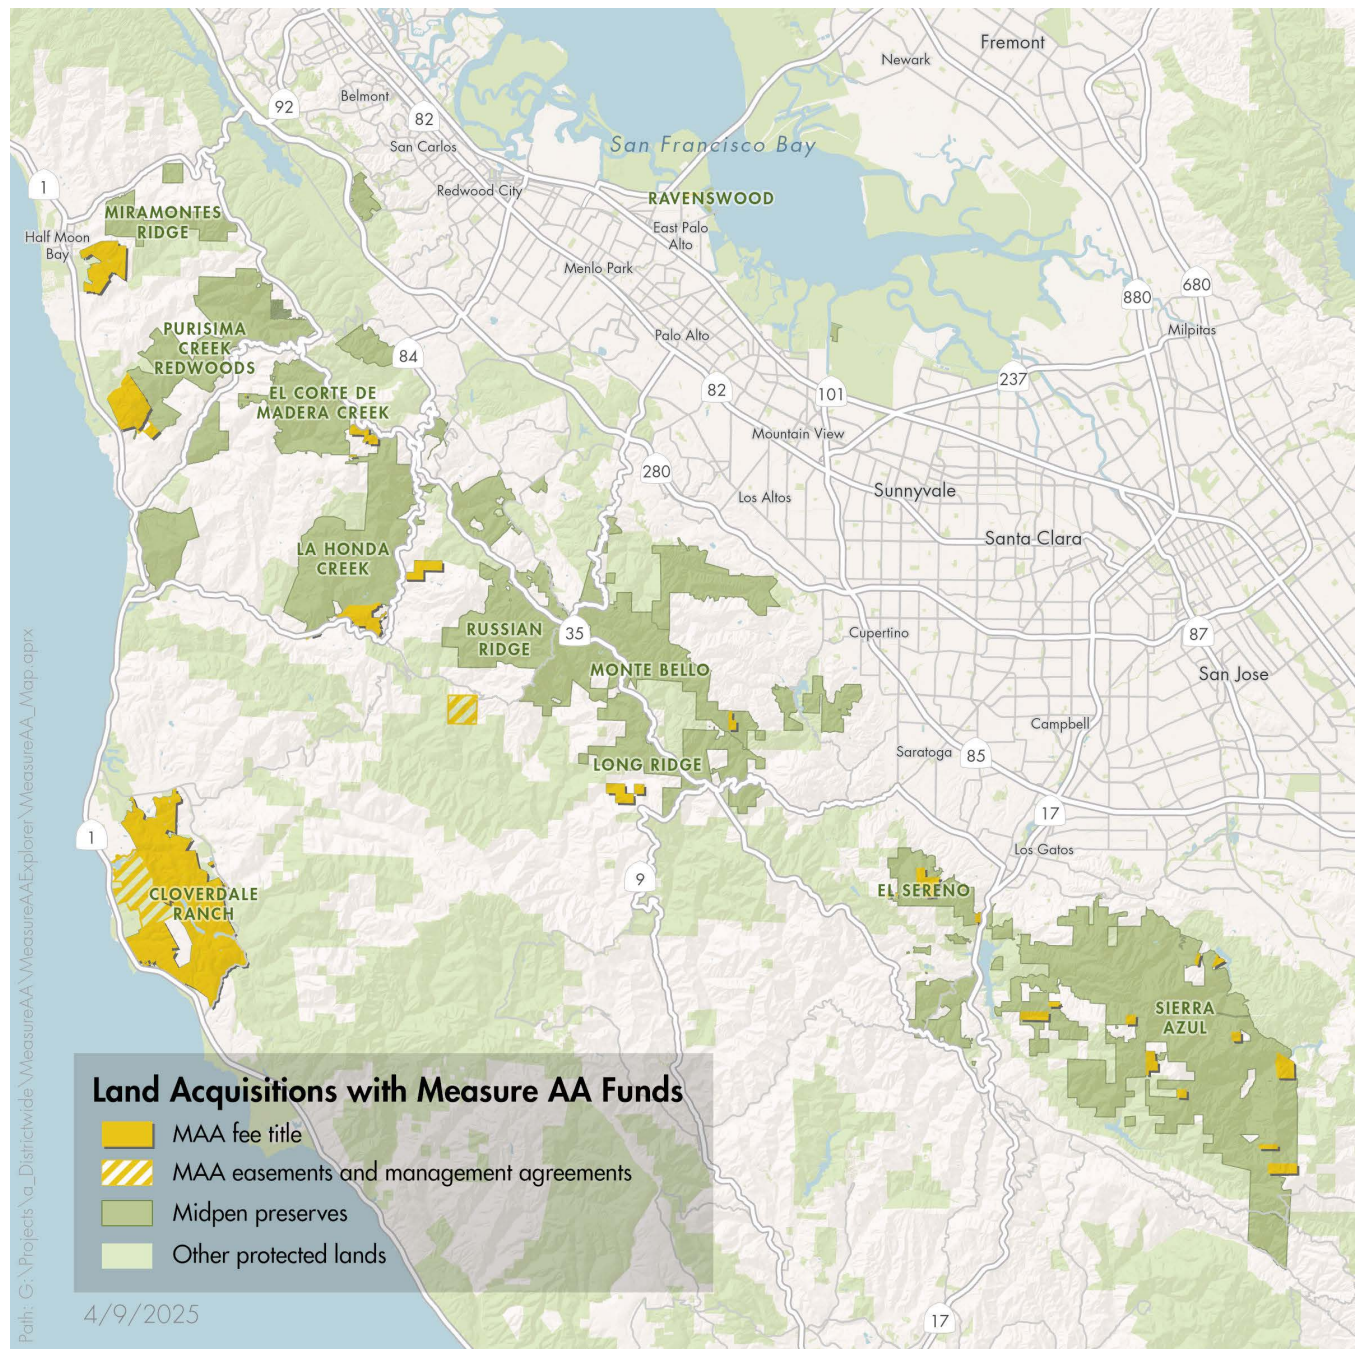 Fremont
Newark
92
Belmont
82
San Carlos
San Francisco Bay
1
Redwood City
RAVENSWOOD
MIRAMONTES
RIDGE
East Palo
Alto
Half Moon
Bay
Menlo Park
680
880
PURISIMA
CREEK
REDWOODS
Palo Alto
Milpitas
84
237
EL CORTE DE
MADERA CREEK
82
101
Mountain View
280
Los Altos
Sunnyvale
Santa Clara
LA HONDA
CREEK
RUSSIAN
RIDGE
35
Cupertino
87
MONTE BELLO
San Jose
Campbell
LONG RIDGE
Saratoga
85
17
1
Los Gatos
9
CLOVERDALE
RANCH
EL SERENO
SIERRA
AZUL
Land Acquisitions with Measure AA Funds
MAA fee title
MAA easements and management agreements
Midpen preserves
Other protected lands
4/9/2025
17
Path: G:\Projects\a_Districtwide\MeasureAA\MeasureAAExplorer\MeasureAA_Map.aprx